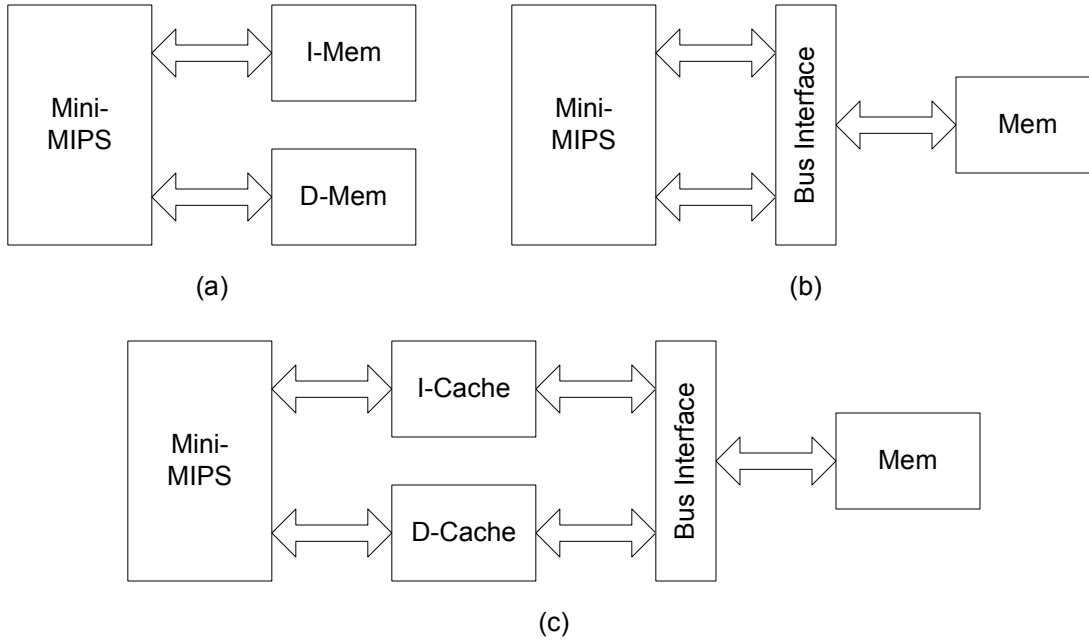 Mini-
MIPS
I-Mem
D-Mem
(a)
Mini-
MIPS
Bus Interface
Mem
(b)
Mini-
MIPS
I-Cache
D-Cache
Bus Interface
Mem
(c)